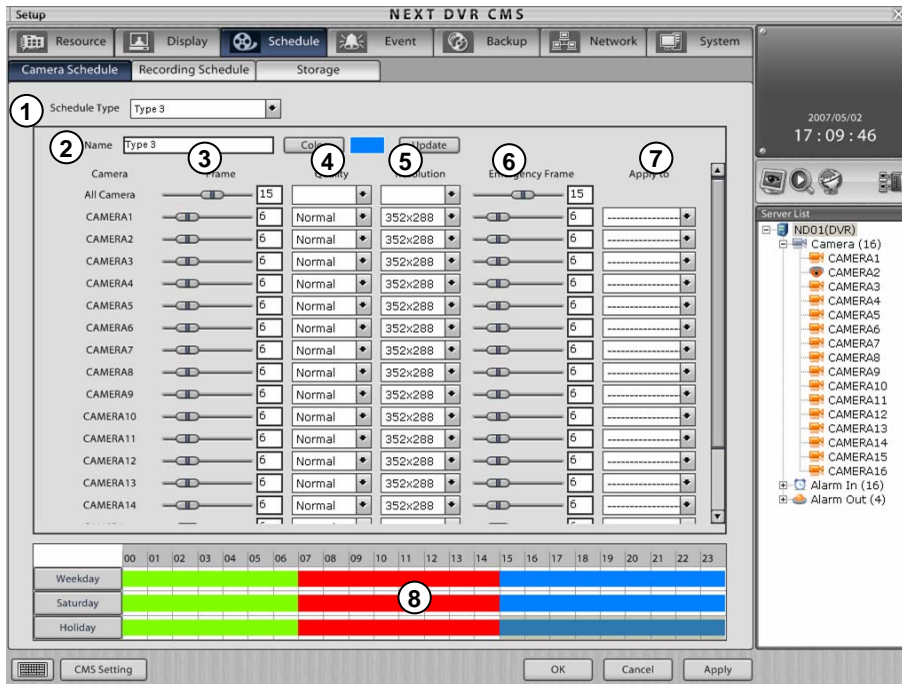 Setup NEXT DVR CMS
Resource Display Schedule Event Backup Network System
Camera Schedule Recording Schedule Storage
1 Schedule Type Type 3
2 Name Type 3 Update
3 4 5 6 7
Camera Emergency Frame
All Camera 15 15
CAMERA1 6 Normal 352x288 6 --------------------
CAMERA2 6 Normal 352x288 6 --------------------
CAMERA3 6 Normal 352x288 6 --------------------
CAMERA4 6 Normal 352x288 6 --------------------
CAMERA5 6 Normal 352x288 6 --------------------
CAMERA6 6 Normal 352x288 6 --------------------
CAMERA7 6 Normal 352x288 6 --------------------
CAMERA8 6 Normal 352x288 6 --------------------
CAMERA9 6 Normal 352x288 6 --------------------
CAMERA10 6 Normal 352x288 6 --------------------
CAMERA11 6 Normal 352x288 6 --------------------
CAMERA12 6 Normal 352x288 6 --------------------
CAMERA13 6 Normal 352x288 6 --------------------
CAMERA14 6 Normal 352x288 6 --------------------
00 01 02 03 04 05 06 07 08 09 10 11 12 13 14 15 16 17 18 19 20 21 22 23
Weekday
Saturday 8
Holiday
CMS Setting OK Cancel Apply
2007/05/02
17:09:46
Server List
ND01(DVR)
Camera (16)
CAMERA1
CAMERA2
CAMERA3
CAMERA4
CAMERA5
CAMERA6
CAMERA7
CAMERA8
CAMERA9
CAMERA10
CAMERA11
CAMERA12
CAMERA13
CAMERA14
CAMERA15
CAMERA16
Alarm In (16)
Alarm Out (4)